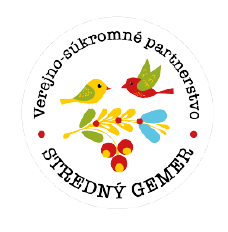 Verejno-súkromné partnerstvo
STREDNÝ GEMER